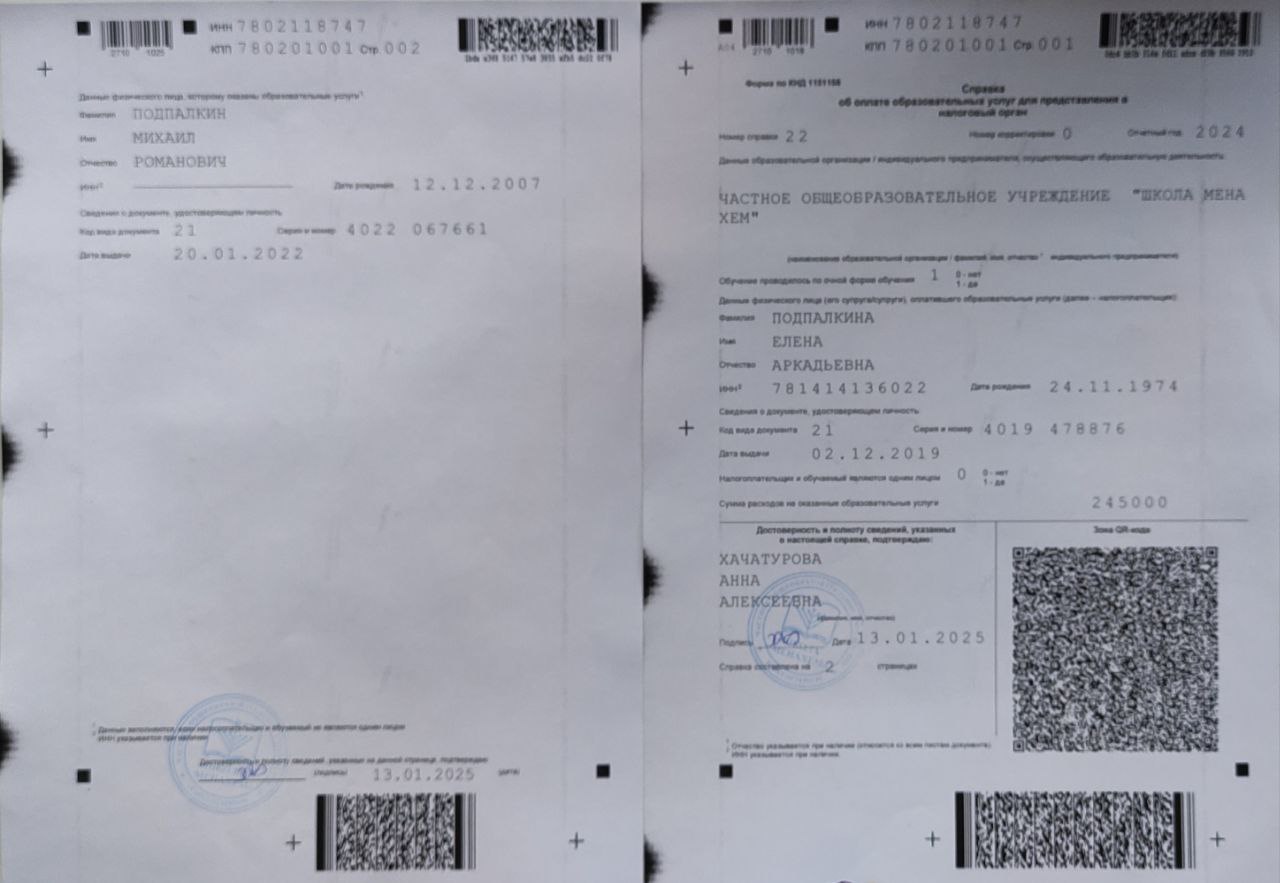 2710 1025
ИНН 7802118747
КПП 780201001 Стр. 002
Данные физического лица, которому оказаны образовательные услуги¹
Фамилия ПОДПАЛКИН
Имя МИХАИЛ
Отчество РОМАНОВИЧ
ИНН² Дата рождения 12.12.2007
Сведения о документе, удостоверяющем личность
Код вида документа 21 Серия и номер 4022 067661
Дата выдачи 20.01.2022
¹ Данные заполняются, если налогоплательщик и обучаемый не являются одним лицом
² ИНН указывается при наличии
Достоверность и полноту сведений, указанных на данной странице, подтверждаю
(подпись) 13.01.2025 (дата)
2710 1018
ИНН 7802118747
КПП 780201001 Стр. 001
Форма по КНД 1151158
Справка
об оплате образовательных услуг для представления в
налоговый орган
Номер справки 22 Номер корректировки 0 Отчетный год 2024
Данные образовательной организации / индивидуального предпринимателя, осуществляющего образовательную деятельность:
ЧАСТНОЕ ОБЩЕОБРАЗОВАТЕЛЬНОЕ УЧРЕЖДЕНИЕ "ШКОЛА МЕНА
ХЕМ"
(наименование образовательной организации / фамилия, имя, отчество¹ индивидуального предпринимателя)
Обучение проводилось по очной форме обучения 1 0 - нет
1 - да
Данные физического лица (его супруга/супруги), оплатившего образовательные услуги (далее – налогоплательщик):
Фамилия ПОДПАЛКИНА
Имя ЕЛЕНА
Отчество АРКАДЬЕВНА
ИНН² 781414136022 Дата рождения 24.11.1974
Сведения о документе, удостоверяющем личность
Код вида документа 21 Серия и номер 4019 478876
Дата выдачи 02.12.2019
Налогоплательщик и обучаемый являются одним лицом 0 0 - нет
1 - да
Сумма расходов на оказанные образовательные услуги 245000
Достоверность и полноту сведений, указанных
в настоящей справке, подтверждаю:
Зона QR-кода
ХАЧАТУРОВА
АННА
АЛЕКСЕЕВНА
(фамилия, имя, отчество)
Подпись Дата 13.01.2025
Справка составлена на 2 страницах
¹ Отчество указывается при наличии (относится ко всем листам документа).
² ИНН указывается при наличии.